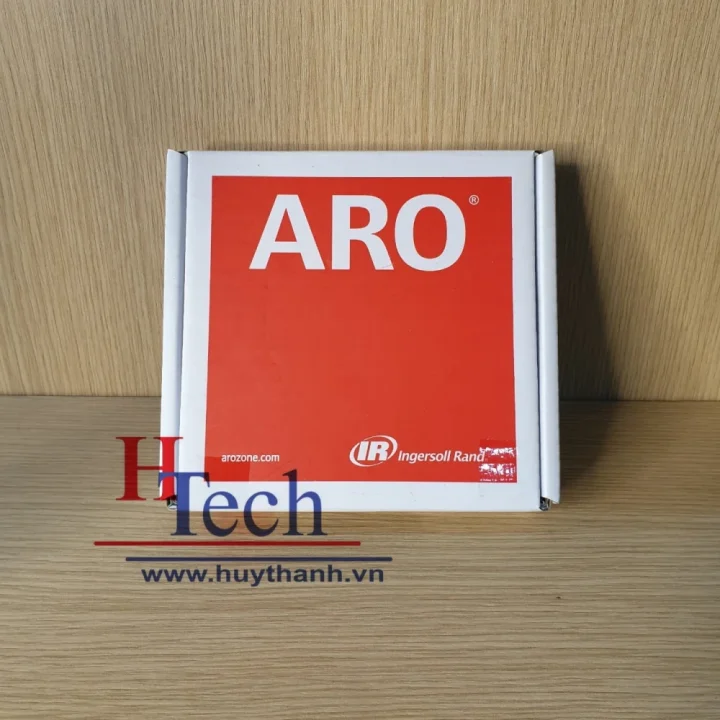 ARO®
arozone.com
IR Ingersoll Rand
HTech
www.huythanh.vn